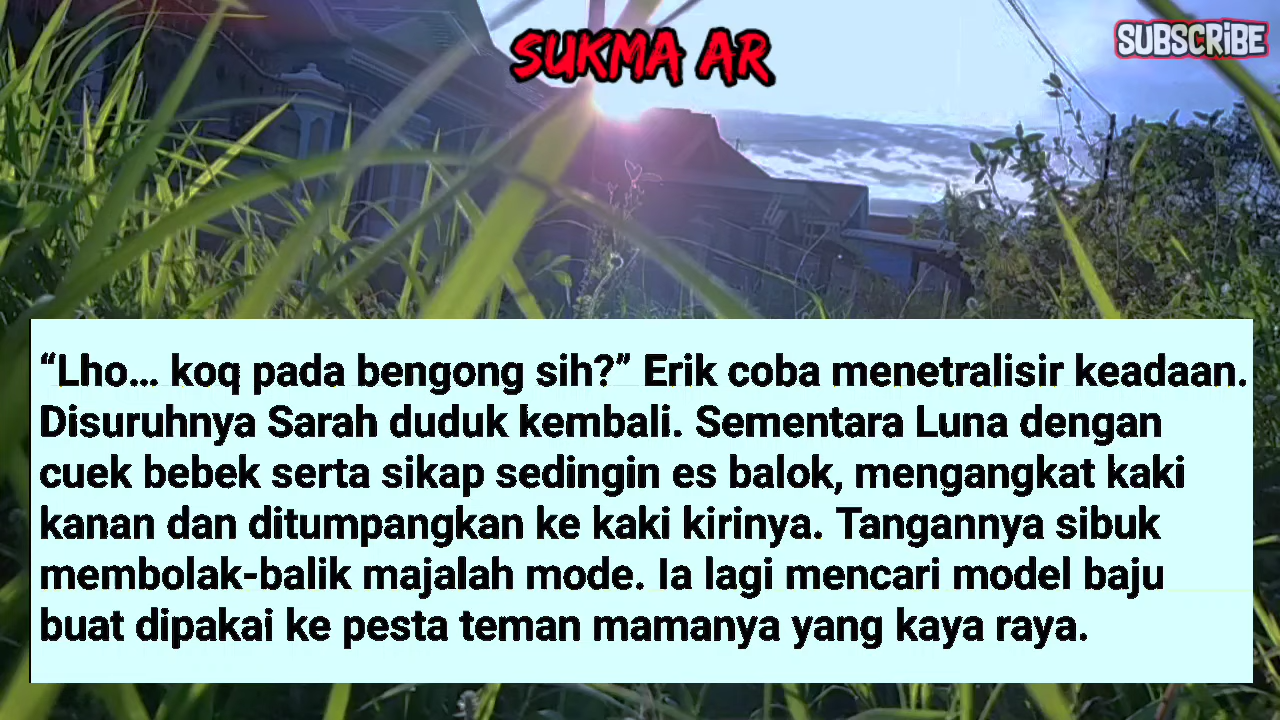 SUKMA AR
SUBSCRiBE
“Lho... koq pada bengong sih?” Erik coba menetralisir keadaan.
Disuruhnya Sarah duduk kembali. Sementara Luna dengan
cuek bebek serta sikap sedingin es balok, mengangkat kaki
kanan dan ditumpangkan ke kaki kirinya. Tangannya sibuk
membolak-balik majalah mode. Ia lagi mencari model baju
buat dipakai ke pesta teman mamanya yang kaya raya.